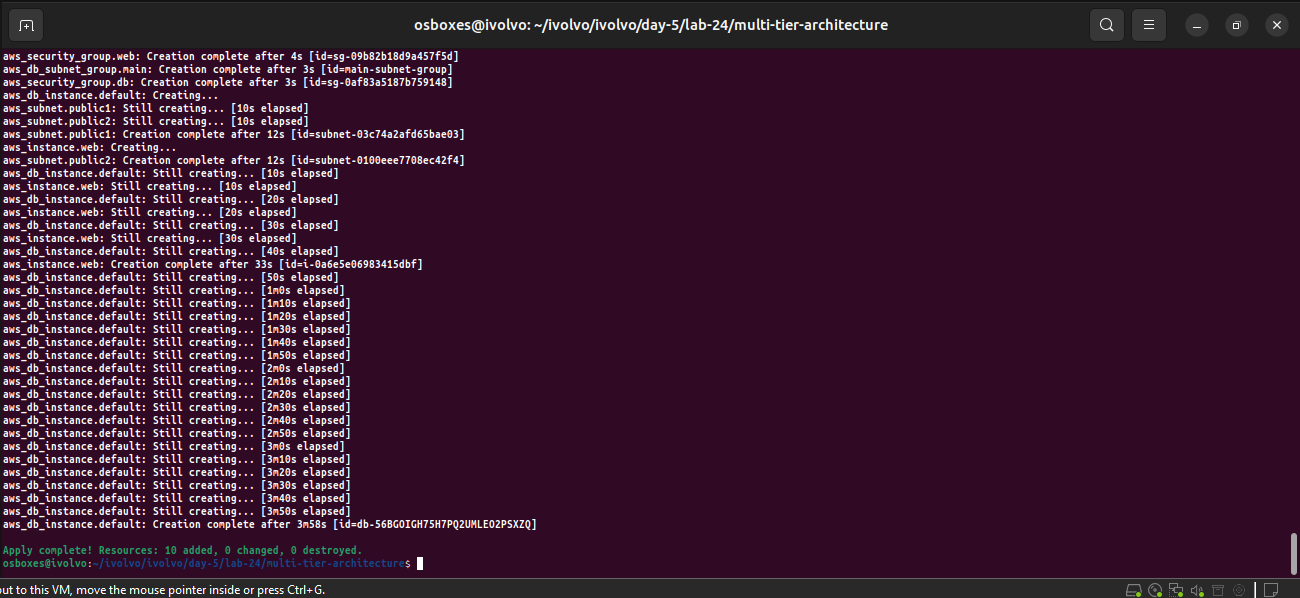 osboxes@ivolvo: ~/ivolvo/ivolvo/day-5/lab-24/multi-tier-architecture
aws_security_group.web: Creation complete after 4s [id=sg-09b82b18d9a457f5d]
aws_db_subnet_group.main: Creation complete after 3s [id=main-subnet-group]
aws_security_group.db: Creation complete after 3s [id=sg-0af83a5187b759148]
aws_db_instance.default: Creating...
aws_subnet.public1: Still creating... [10s elapsed]
aws_subnet.public2: Still creating... [10s elapsed]
aws_subnet.public1: Creation complete after 12s [id=subnet-03c74a2afd65bae03]
aws_instance.web: Creating...
aws_subnet.public2: Creation complete after 12s [id=subnet-0100eee7708ec42f4]
aws_db_instance.default: Still creating... [10s elapsed]
aws_instance.web: Still creating... [10s elapsed]
aws_db_instance.default: Still creating... [20s elapsed]
aws_instance.web: Still creating... [20s elapsed]
aws_db_instance.default: Still creating... [30s elapsed]
aws_instance.web: Still creating... [30s elapsed]
aws_db_instance.default: Still creating... [40s elapsed]
aws_instance.web: Creation complete after 33s [id=i-0a6e5e06983415dbf]
aws_db_instance.default: Still creating... [50s elapsed]
aws_db_instance.default: Still creating... [1m0s elapsed]
aws_db_instance.default: Still creating... [1m10s elapsed]
aws_db_instance.default: Still creating... [1m20s elapsed]
aws_db_instance.default: Still creating... [1m30s elapsed]
aws_db_instance.default: Still creating... [1m40s elapsed]
aws_db_instance.default: Still creating... [1m50s elapsed]
aws_db_instance.default: Still creating... [2m0s elapsed]
aws_db_instance.default: Still creating... [2m10s elapsed]
aws_db_instance.default: Still creating... [2m20s elapsed]
aws_db_instance.default: Still creating... [2m30s elapsed]
aws_db_instance.default: Still creating... [2m40s elapsed]
aws_db_instance.default: Still creating... [2m50s elapsed]
aws_db_instance.default: Still creating... [3m0s elapsed]
aws_db_instance.default: Still creating... [3m10s elapsed]
aws_db_instance.default: Still creating... [3m20s elapsed]
aws_db_instance.default: Still creating... [3m30s elapsed]
aws_db_instance.default: Still creating... [3m40s elapsed]
aws_db_instance.default: Still creating... [3m50s elapsed]
aws_db_instance.default: Creation complete after 3m58s [id=db-56BGOIGH75H7PQ2UMLEO2PSXZQ]
Apply complete! Resources: 10 added, 0 changed, 0 destroyed.
osboxes@ivolvo:~/ivolvo/ivolvo/day-5/lab-24/multi-tier-architecture$
out to this VM, move the mouse pointer inside or press Ctrl+G.